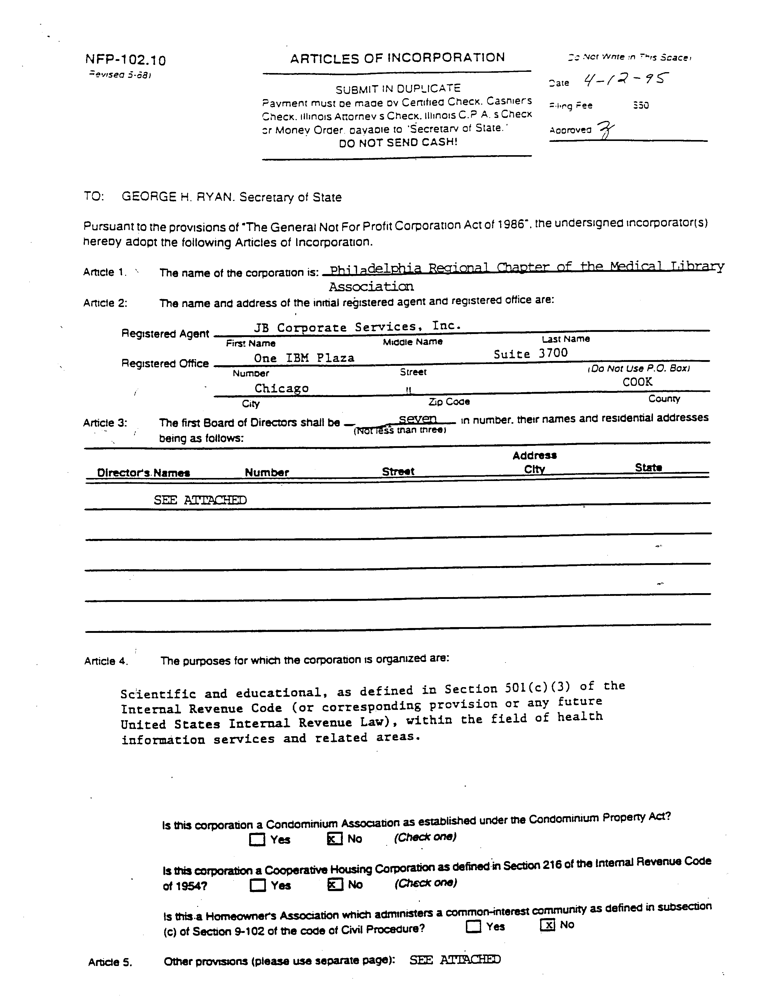 NFP-102.10
Revised 5-88)
ARTICLES OF INCORPORATION
Do Not Write in This Space)
Date 4-12-95
SUBMIT IN DUPLICATE
Payment must be made by Certified Check, Cashiers
Check, Illinois Attorney s Check, Illinois C.P A. s Check
or Money Order, payable to 'Secretary of State.'
DO NOT SEND CASH!
Filing Fee $50
Approved
TO: GEORGE H. RYAN. Secretary of State
Pursuant to the provisions of "The General Not For Profit Corporation Act of 1986", the undersigned incorporator(s)
hereby adopt the following Articles of Incorporation.
Article 1. The name of the corporation is: Philadelphia Regional Chapter of the Medical Library
Association
Article 2: The name and address of the initial registered agent and registered office are:
Registered Agent JB Corporate Services, Inc.
First Name Middle Name Last Name
Registered Office One IBM Plaza Suite 3700
Number Street (Do Not Use P.O. Box)
Chicago COOK
City Zip Code County
Article 3: The first Board of Directors shall be seven in number, their names and residential addresses
(Not less than three)
being as follows:
Address
Director's Names Number Street City State
SEE ATTACHED
Article 4. The purposes for which the corporation is organized are:
Scientific and educational, as defined in Section 501(c)(3) of the
Internal Revenue Code (or corresponding provision or any future
United States Internal Revenue Law), within the field of health
information services and related areas.
Is this corporation a Condominium Association as established under the Condominium Property Act?
Yes x No (Check one)
Is this corporation a Cooperative Housing Corporation as defined in Section 216 of the Internal Revenue Code
of 1954? Yes x No (Check one)
Is this a Homeowner's Association which administers a common-interest community as defined in subsection
(c) of Section 9-102 of the code of Civil Procedure? Yes x No
Article 5. Other provisions (please use separate page): SEE ATTACHED